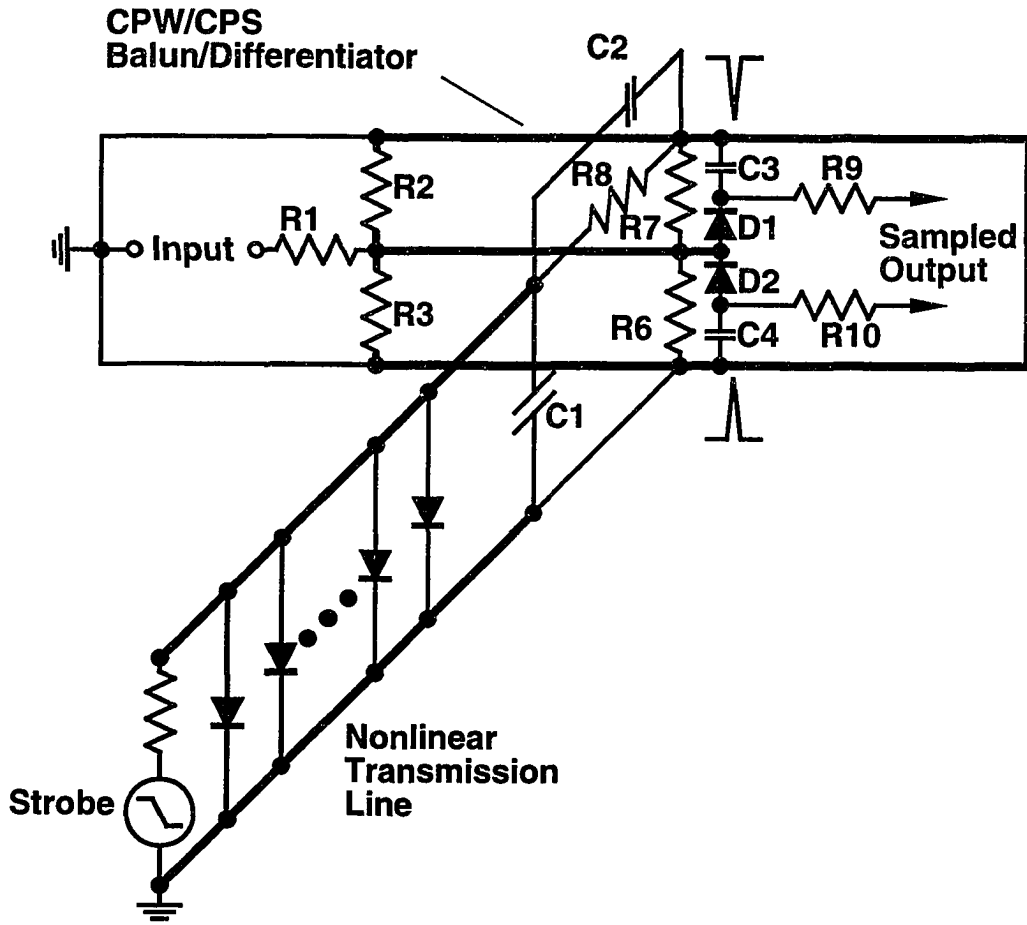 CPW/CPS
Balun/Differentiator
C2
R8
C3
R9
R2
R1
R7
D1
Input
Sampled
Output
D2
R3
R6
C4
R10
C1
Nonlinear
Transmission
Line
Strobe